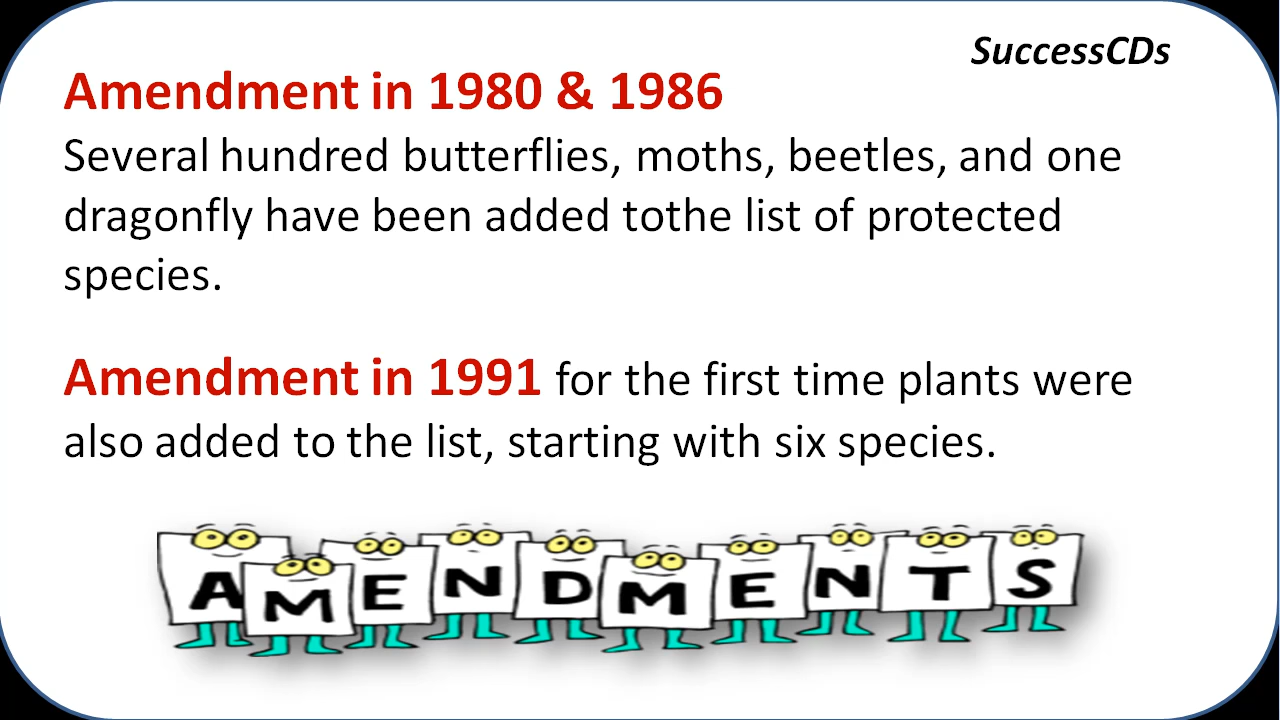 SuccessCDs
Amendment in 1980 & 1986
Several hundred butterflies, moths, beetles, and one
dragonfly have been added tothe list of protected
species.
Amendment in 1991 for the first time plants were
also added to the list, starting with six species.
AMENDMENTS